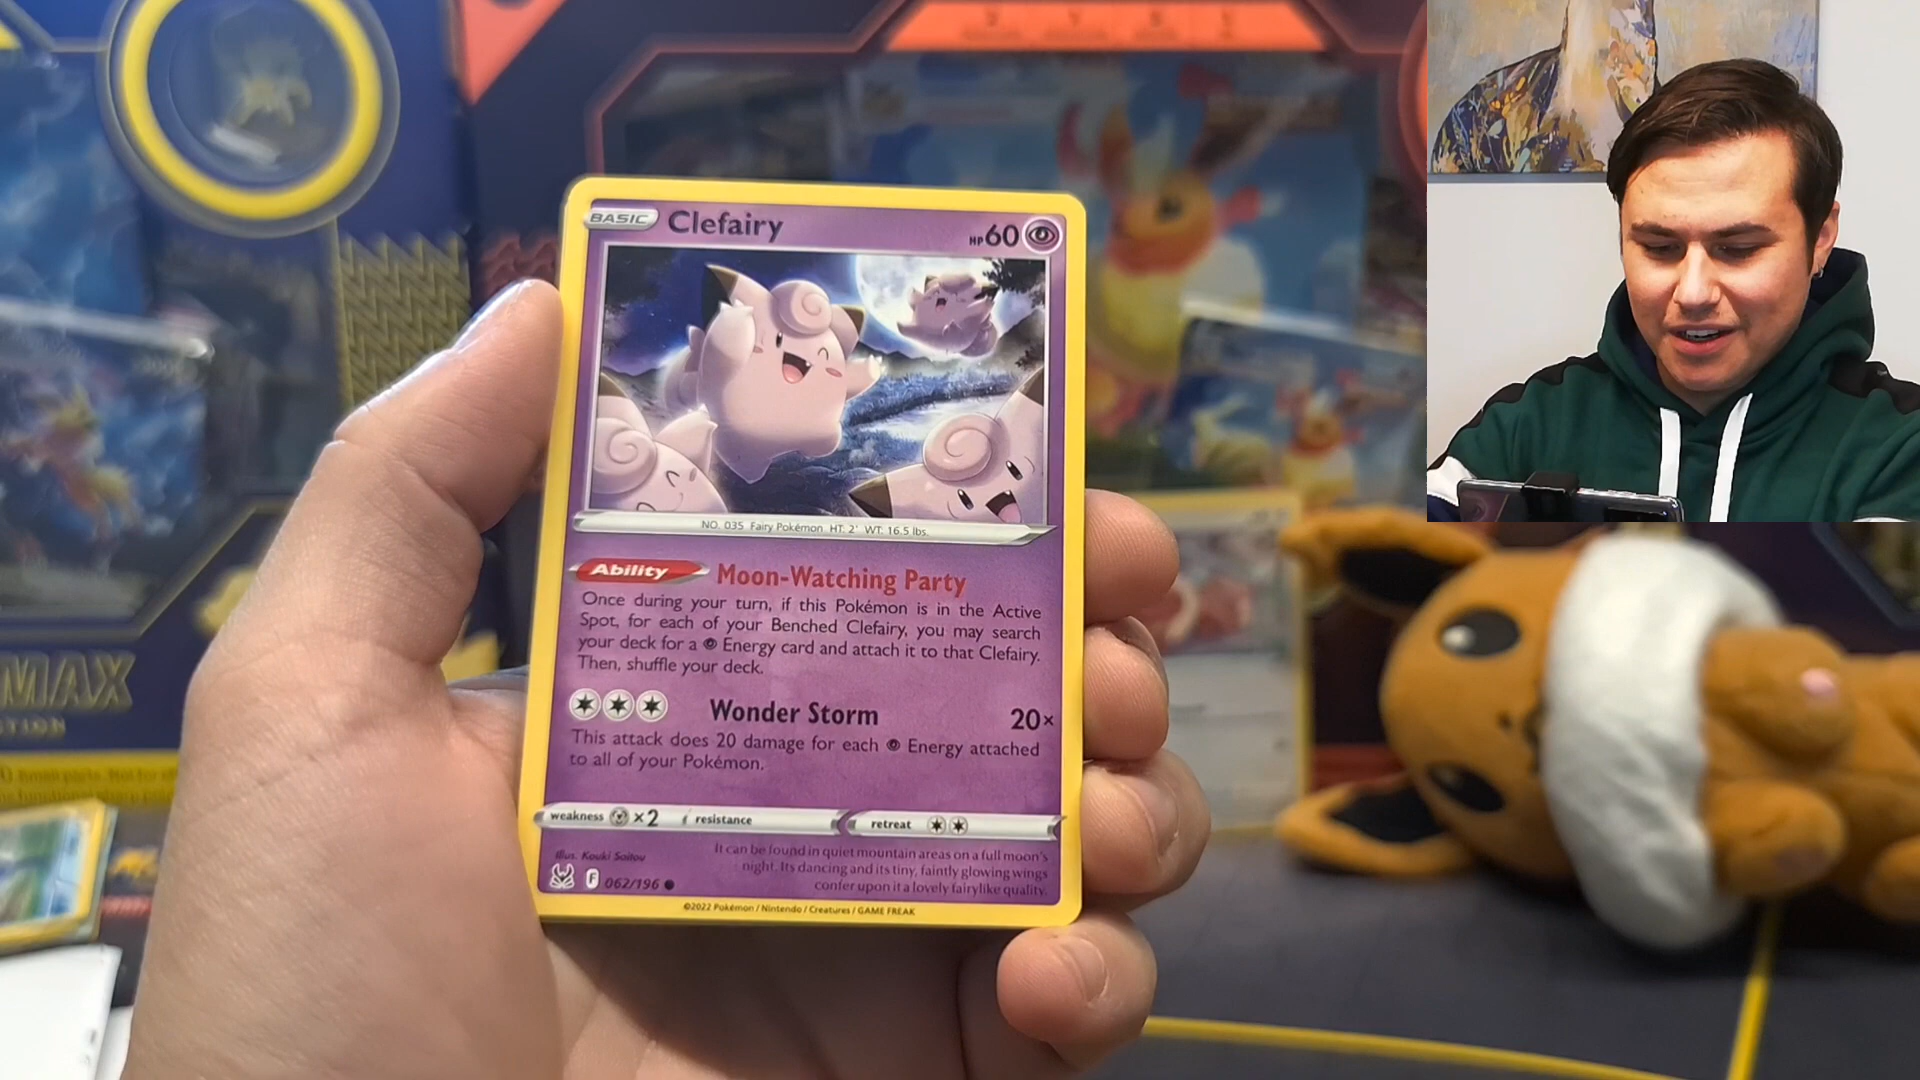 BASIC Clefairy HP60
NO. 035 Fairy Pokémon HT: 2' WT: 16.5 lbs.
Ability Moon-Watching Party
Once during your turn, if this Pokémon is in the Active
Spot, for each of your Benched Clefairy, you may search
your deck for a Energy card and attach it to that Clefairy.
Then, shuffle your deck.
Wonder Storm 20×
This attack does 20 damage for each Energy attached
to all of your Pokémon.
weakness ×2 resistance retreat
Illus. Kouki Saitou
It can be found in quiet mountain areas on a full moon's
night. Its dancing and its tiny, faintly glowing wings
confer upon it a lovely fairylike quality.
F 062/196
©2022 Pokémon / Nintendo / Creatures / GAME FREAK
MAX